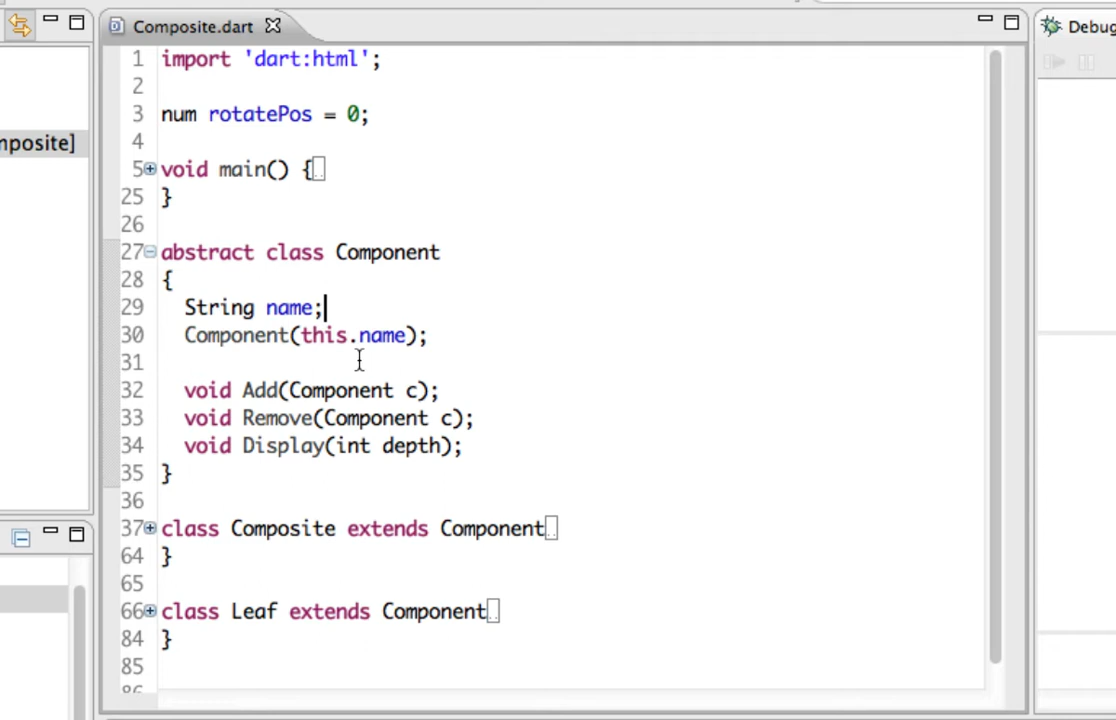 Composite.dart
Debug
mposite]
1 import 'dart:html';
2
3 num rotatePos = 0;
4
5 void main() {..
25 }
26
27 abstract class Component
28 {
29 String name;
30 Component(this.name);
31
32 void Add(Component c);
33 void Remove(Component c);
34 void Display(int depth);
35 }
36
37 class Composite extends Component..
64 }
65
66 class Leaf extends Component..
84 }
85
86